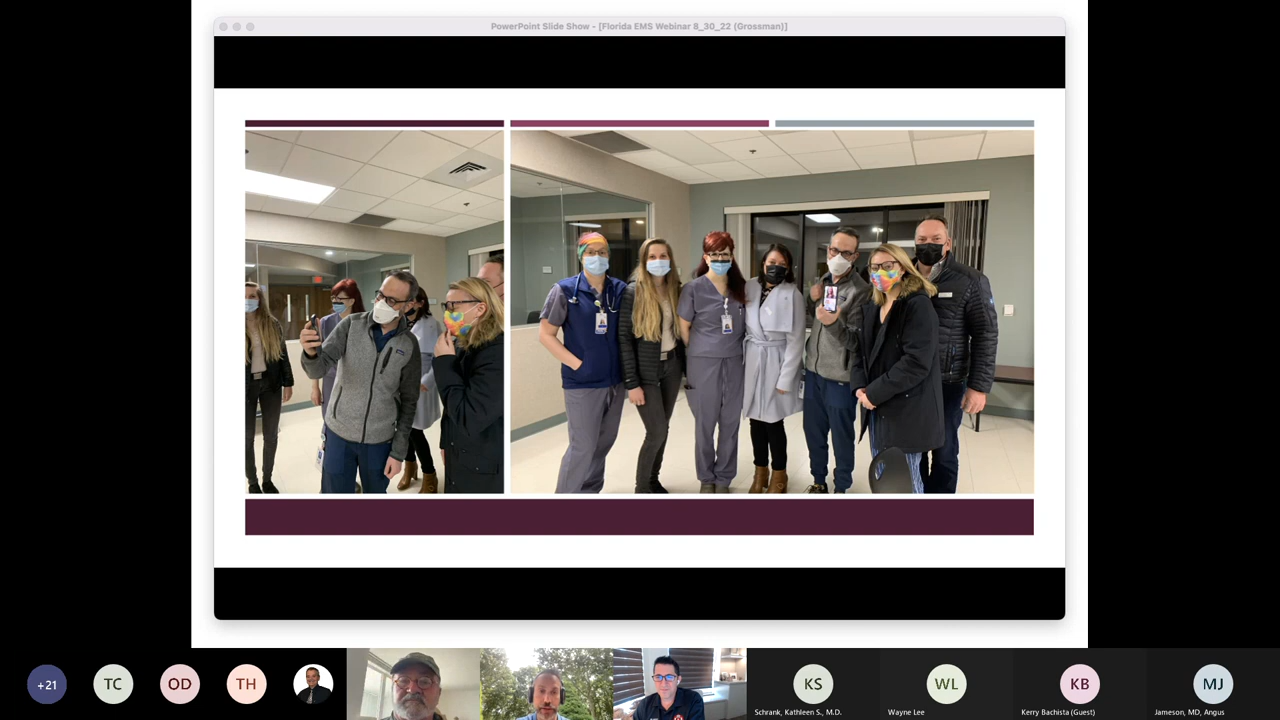 PowerPoint Slide Show - [Florida EMS Webinar 8_30_22 (Grossman)]
+21
TC
OD
TH
KS
WL
KB
MJ
Schrank, Kathleen S., M.D.
Wayne Lee
Kerry Bachista (Guest)
Jameson, MD, Angus